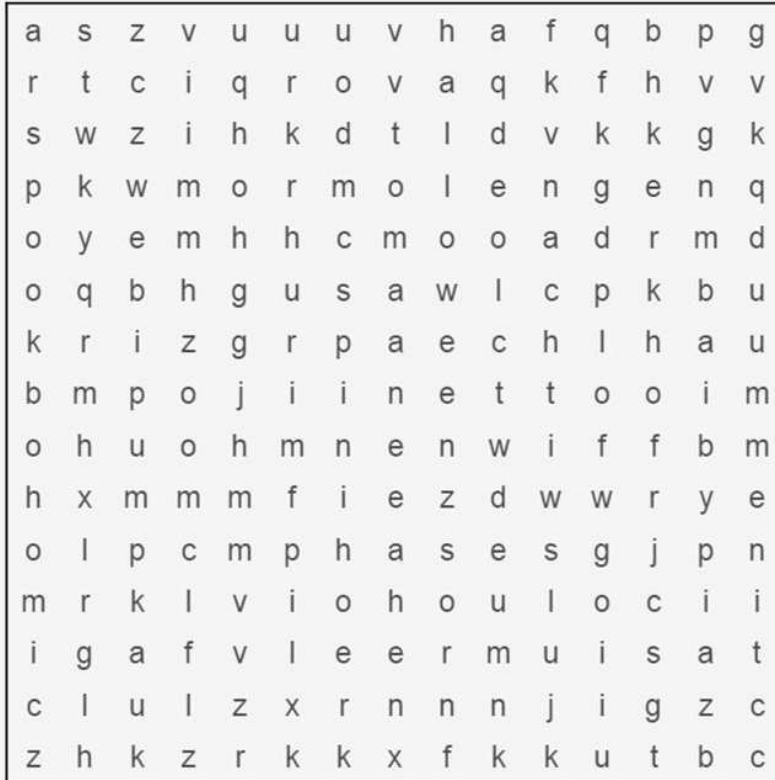 a s z v u u u v h a f q b p g
r t c i q r o v a q k f h v v
s w z i h k d t l d v k k g k
p k w m o r m o l e n g e n q
o y e m h h c m o o a d r m d
o q b h g u s a w l c p k b u
k r i z g r p a e c h l h a u
b m p o j i i n e t t o o i m
o h u o h m n e n w i f f b m
h x m m m f i e z d w w r y e
o l p c m p h a s e s g j p n
m r k l v i o h o u l o c i i
i g a f v l e e r m u i s a t
c l u l z x r n n n j i g z c
z h k z r k k x f k k u t b c